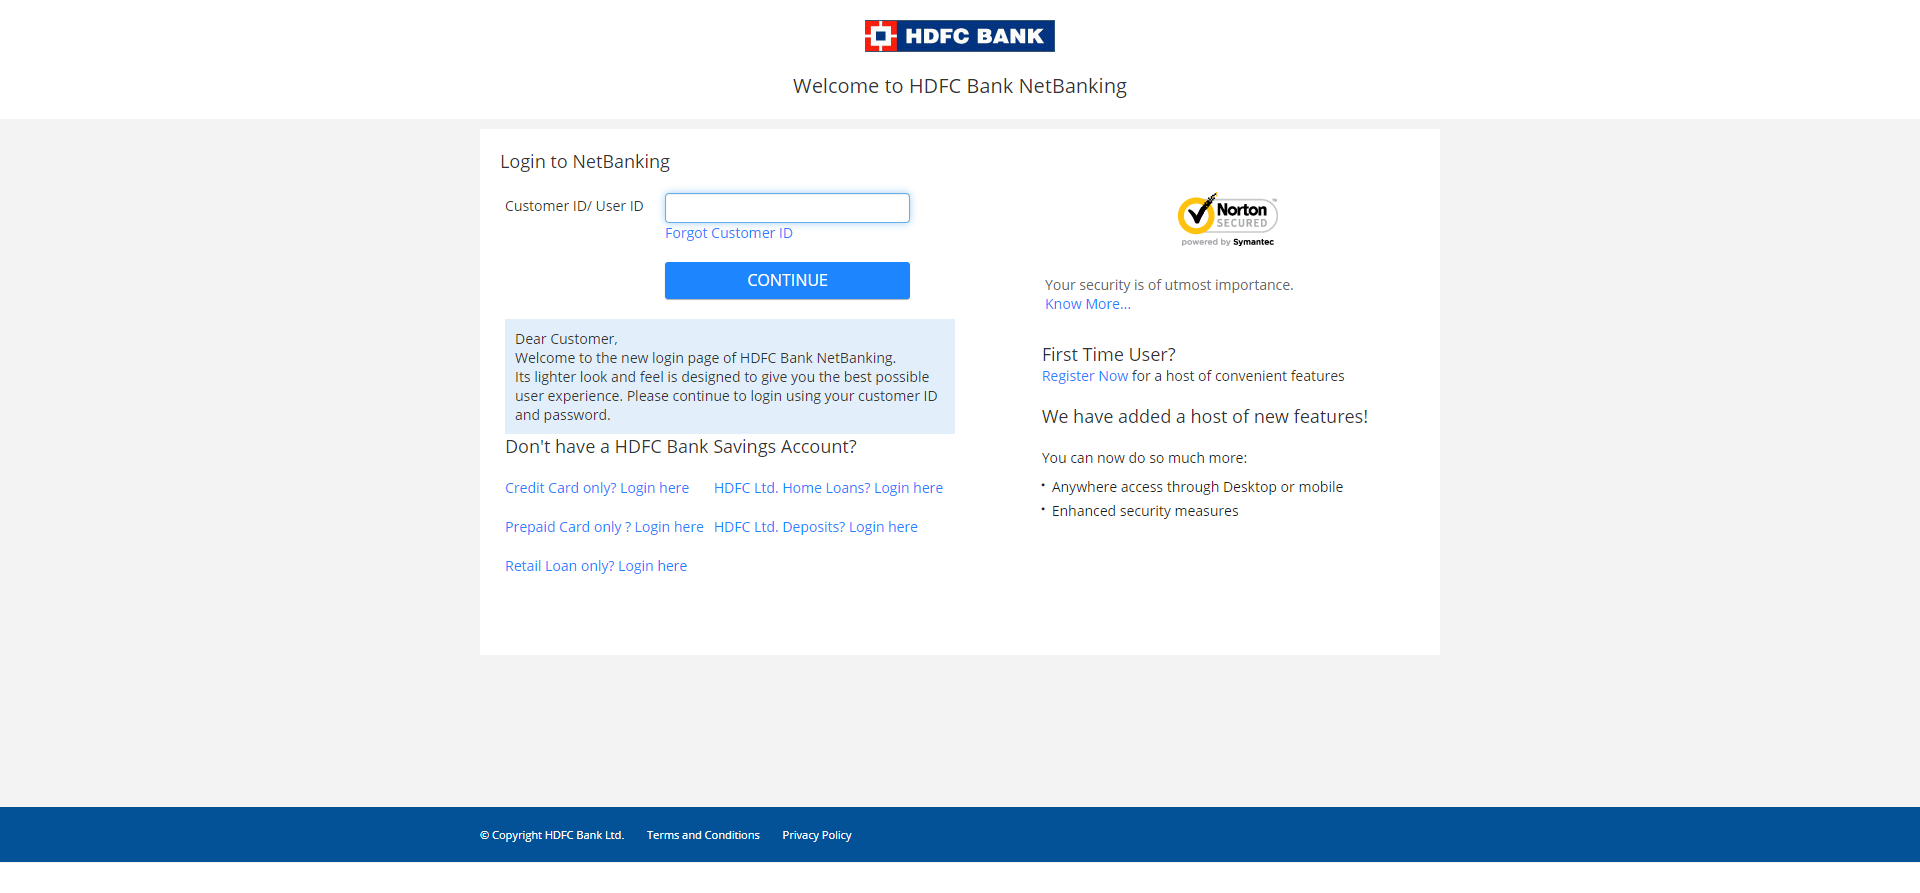 HDFC BANK
Welcome to HDFC Bank NetBanking
Login to NetBanking
Customer ID/ User ID
Forgot Customer ID
CONTINUE
Dear Customer,
Welcome to the new login page of HDFC Bank NetBanking.
Its lighter look and feel is designed to give you the best possible
user experience. Please continue to login using your customer ID
and password.
Don't have a HDFC Bank Savings Account?
Credit Card only? Login here
HDFC Ltd. Home Loans? Login here
Prepaid Card only ? Login here
HDFC Ltd. Deposits? Login here
Retail Loan only? Login here
Norton™
SECURED
powered by Symantec
Your security is of utmost importance.
Know More...
First Time User?
Register Now for a host of convenient features
We have added a host of new features!
You can now do so much more:
• Anywhere access through Desktop or mobile
• Enhanced security measures
© Copyright HDFC Bank Ltd.
Terms and Conditions
Privacy Policy